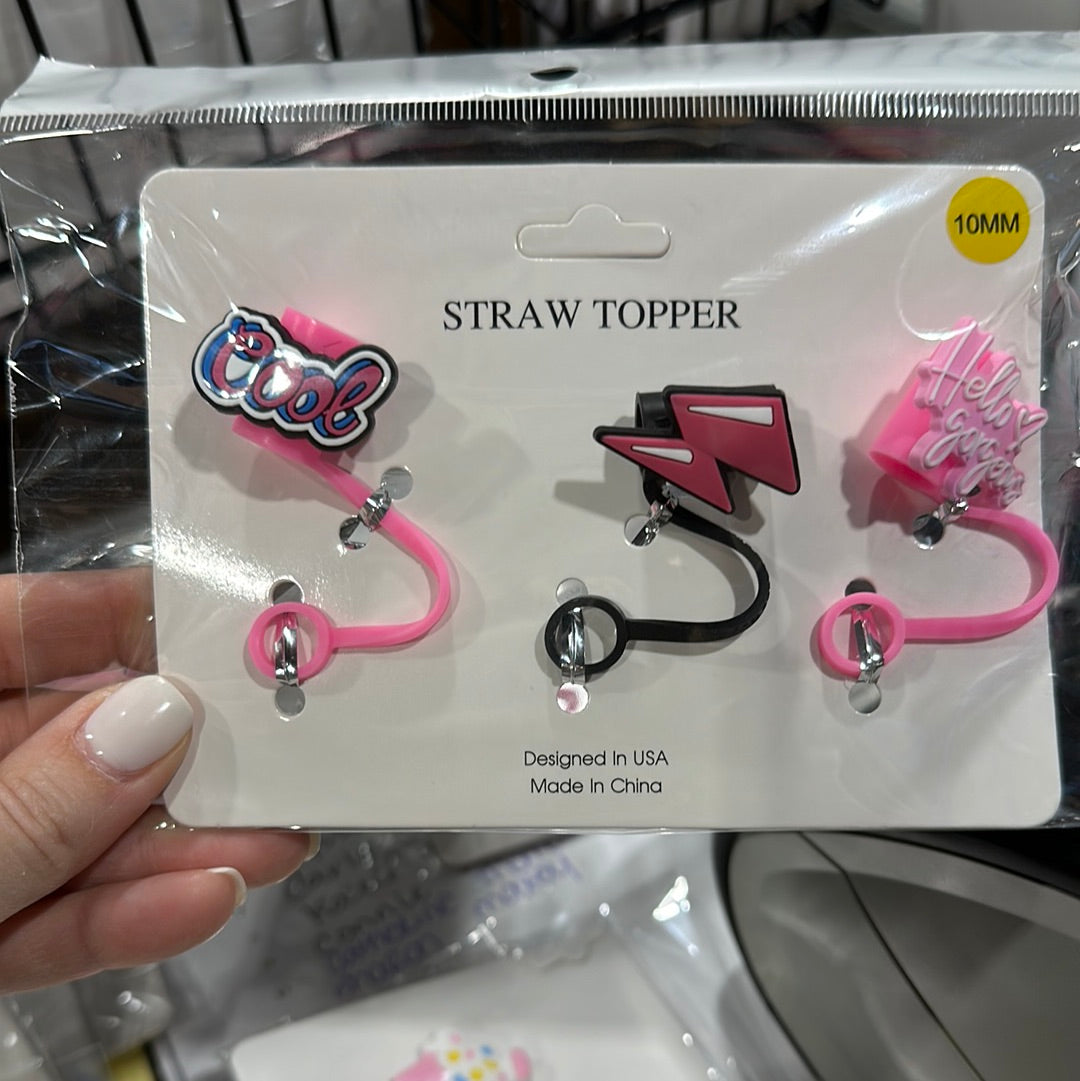 10MM
STRAW TOPPER
Cool
Hello
gorgeous
Designed In USA
Made In China